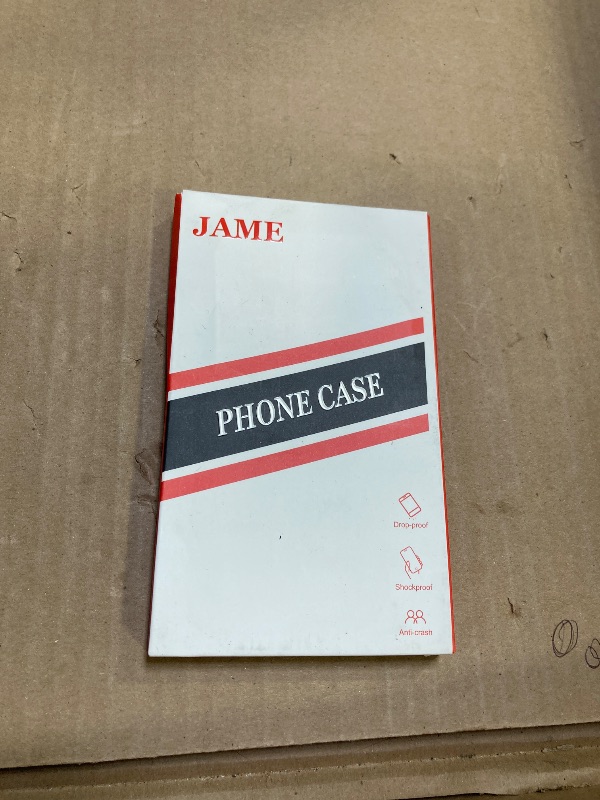 JAME
PHONE CASE
Drop-proof
Shockproof
Anti-crash